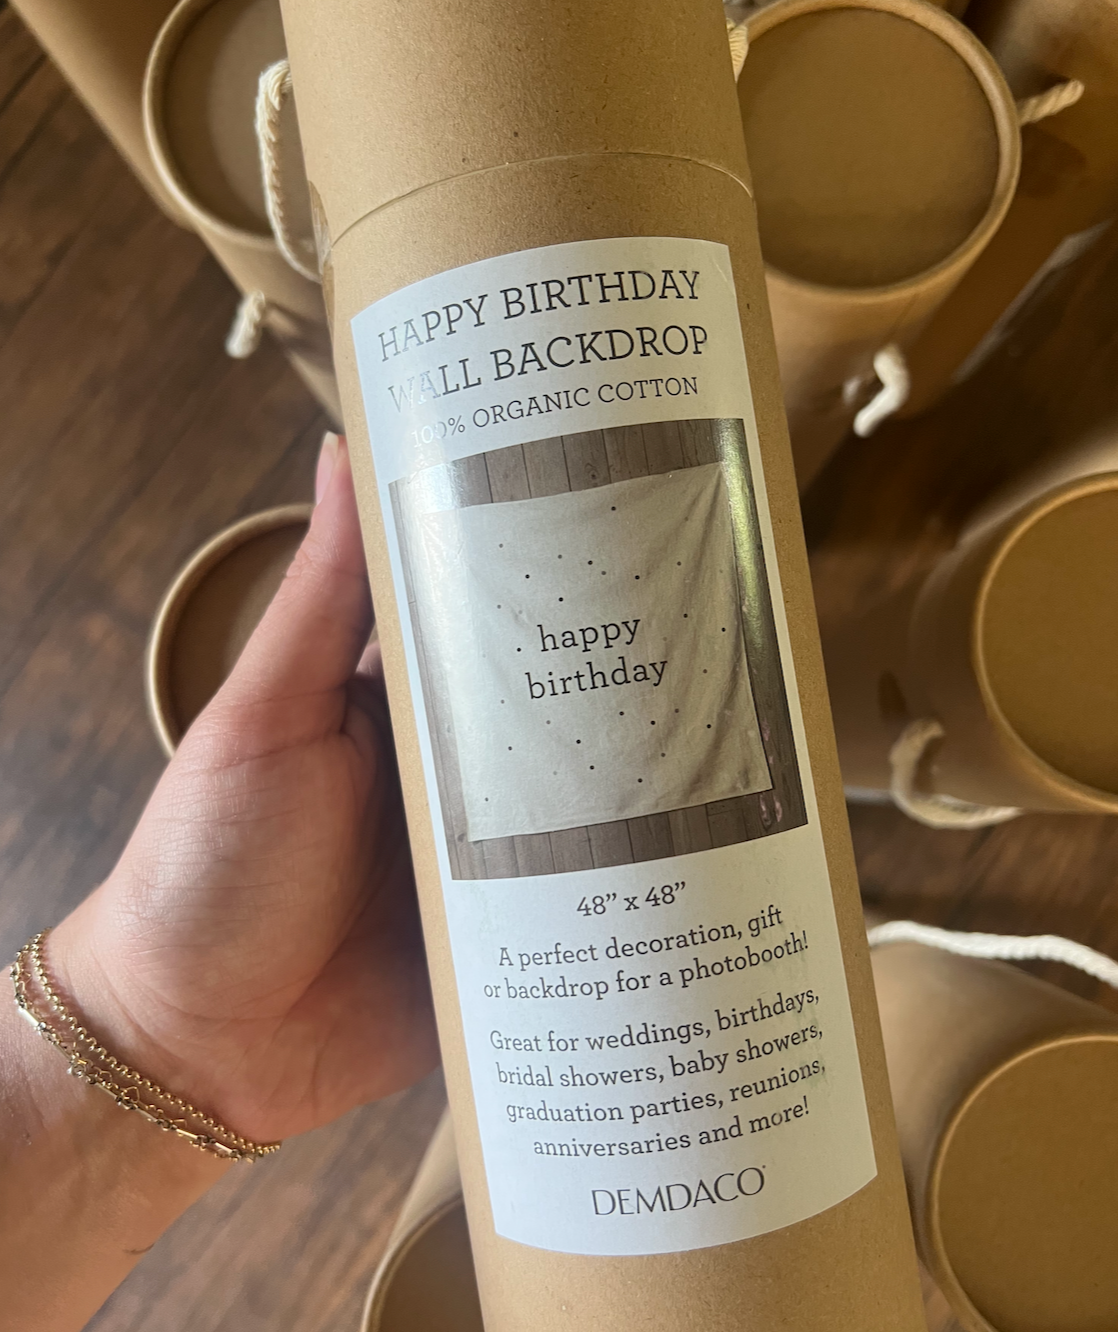 HAPPY BIRTHDAY
WALL BACKDROP
100% ORGANIC COTTON
happy
birthday
48” x 48”
A perfect decoration, gift
or backdrop for a photobooth!
Great for weddings, birthdays,
bridal showers, baby showers,
graduation parties, reunions,
anniversaries and more!
DEMDACO